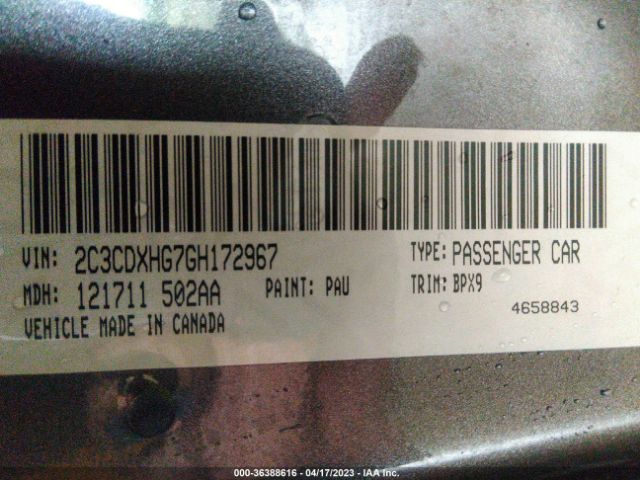 VIN: 2C3CDXHG7GH172967 TYPE: PASSENGER CAR
MDH: 121711 502AA PAINT: PAU TRIM: BPX9
4658843
VEHICLE MADE IN CANADA
000-36388616 - 04/17/2023 - IAA Inc.